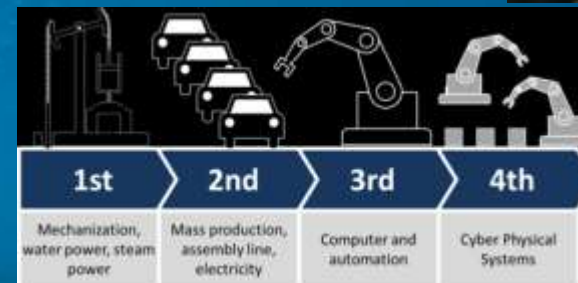 1st
2nd
3rd
4th
Mechanization,
water power, steam
power
Mass production,
assembly line,
electricity
Computer and
automation
Cyber Physical
Systems